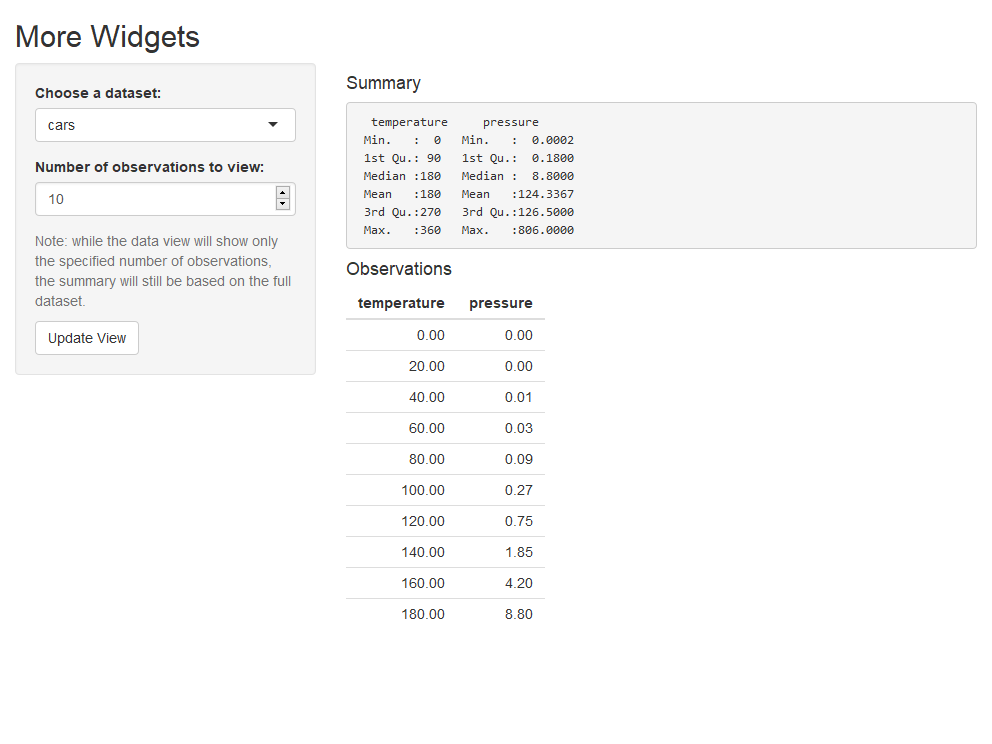 More Widgets
Choose a dataset:
cars
Number of observations to view:
10
Note: while the data view will show only
the specified number of observations,
the summary will still be based on the full
dataset.
Update View
Summary
temperature pressure
Min. : 0 Min. : 0.0002
1st Qu.: 90 1st Qu.: 0.1800
Median :180 Median : 8.8000
Mean :180 Mean :124.3367
3rd Qu.:270 3rd Qu.:126.5000
Max. :360 Max. :806.0000
Observations
temperature pressure
0.00 0.00
20.00 0.00
40.00 0.01
60.00 0.03
80.00 0.09
100.00 0.27
120.00 0.75
140.00 1.85
160.00 4.20
180.00 8.80